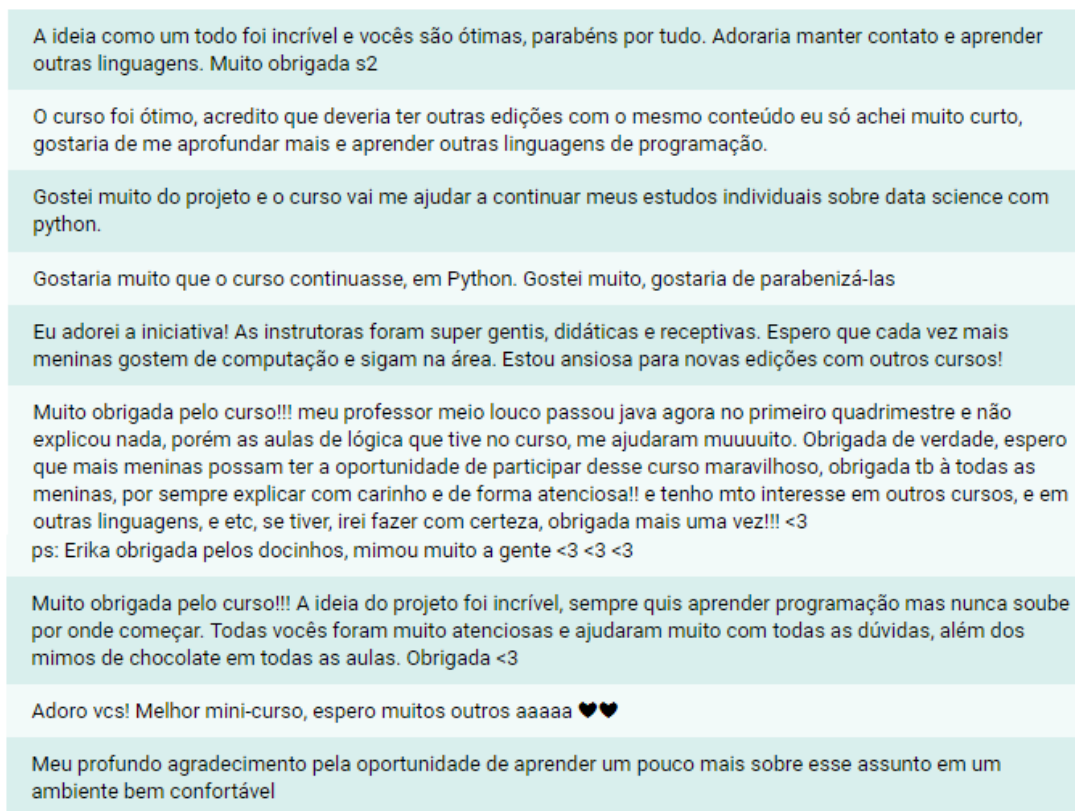 A ideia como um todo foi incrível e vocês são ótimas, parabéns por tudo. Adoraria manter contato e aprender
outras linguagens. Muito obrigada s2
O curso foi ótimo, acredito que deveria ter outras edições com o mesmo conteúdo eu só achei muito curto,
gostaria de me aprofundar mais e aprender outras linguagens de programação.
Gostei muito do projeto e o curso vai me ajudar a continuar meus estudos individuais sobre data science com
python.
Gostaria muito que o curso continuasse, em Python. Gostei muito, gostaria de parabenizá-las
Eu adorei a iniciativa! As instrutoras foram super gentis, didáticas e receptivas. Espero que cada vez mais
meninas gostem de computação e sigam na área. Estou ansiosa para novas edições com outros cursos!
Muito obrigada pelo curso!!! meu professor meio louco passou java agora no primeiro quadrimestre e não
explicou nada, porém as aulas de lógica que tive no curso, me ajudaram muuuuito. Obrigada de verdade, espero
que mais meninas possam ter a oportunidade de participar desse curso maravilhoso, obrigada tb à todas as
meninas, por sempre explicar com carinho e de forma atenciosa!! e tenho mto interesse em outros cursos, e em
outras linguagens, e etc, se tiver, irei fazer com certeza, obrigada mais uma vez!!! <3
ps: Erika obrigada pelos docinhos, mimou muito a gente <3 <3 <3
Muito obrigada pelo curso!!! A ideia do projeto foi incrível, sempre quis aprender programação mas nunca soube
por onde começar. Todas vocês foram muito atenciosas e ajudaram muito com todas as dúvidas, além dos
mimos de chocolate em todas as aulas. Obrigada <3
Adoro vcs! Melhor mini-curso, espero muitos outros aaaaa ♥♥
Meu profundo agradecimento pela oportunidade de aprender um pouco mais sobre esse assunto em um
ambiente bem confortável